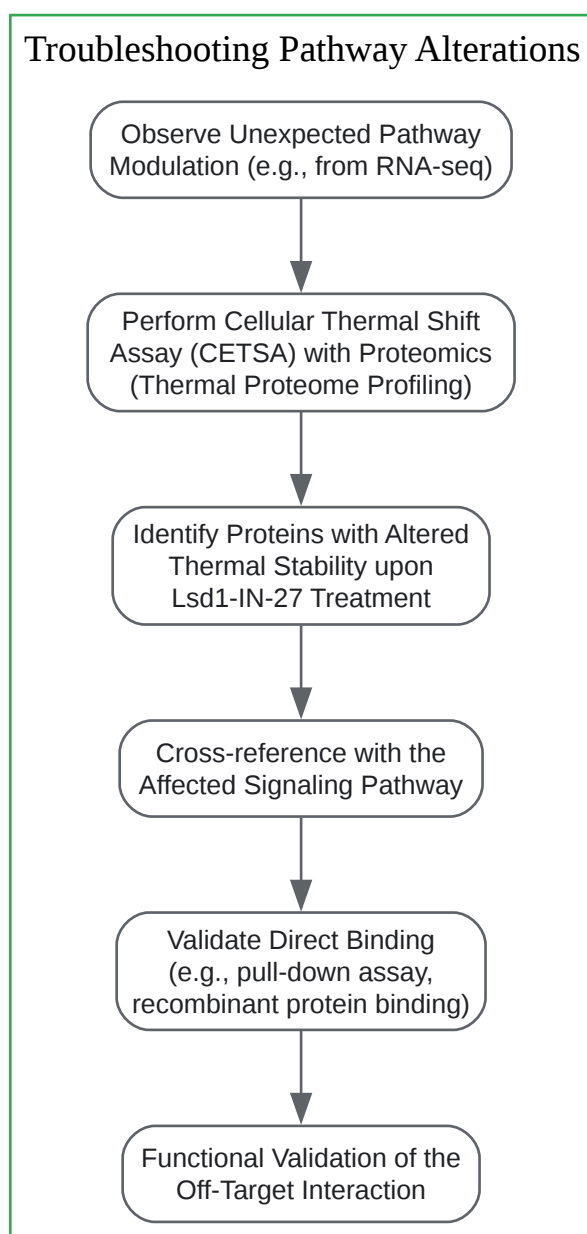 Troubleshooting Pathway Alterations
Observe Unexpected Pathway
Modulation (e.g., from RNA-seq)
Perform Cellular Thermal Shift
Assay (CETSA) with Proteomics
(Thermal Proteome Profiling)
Identify Proteins with Altered
Thermal Stability upon
Lsd1-IN-27 Treatment
Cross-reference with the
Affected Signaling Pathway
Validate Direct Binding
(e.g., pull-down assay,
recombinant protein binding)
Functional Validation of the
Off-Target Interaction